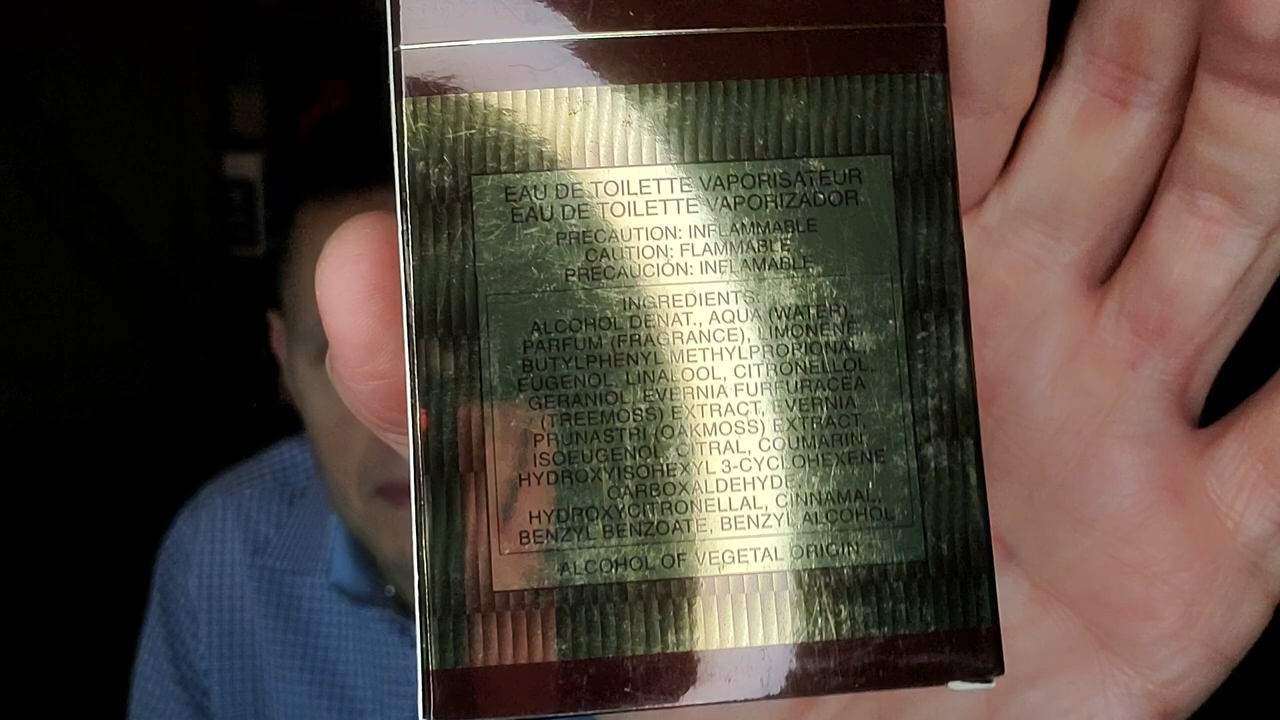 EAU DE TOILETTE VAPORISATEUR
EAU DE TOILETTE VAPORIZADOR
PRÉCAUTION: INFLAMMABLE
CAUTION: FLAMMABLE
PRECAUCIÓN: INFLAMABLE
INGREDIENTS:
ALCOHOL DENAT., AQUA (WATER),
PARFUM (FRAGRANCE), LIMONENE,
BUTYLPHENYL METHYLPROPIONAL,
EUGENOL, LINALOOL, CITRONELLOL,
GERANIOL, EVERNIA FURFURACEA
(TREEMOSS) EXTRACT, EVERNIA
PRUNASTRI (OAKMOSS) EXTRACT,
ISOEUGENOL, CITRAL, COUMARIN,
HYDROXYISOHEXYL 3-CYCLOHEXENE
CARBOXALDEHYDE,
HYDROXYCITRONELLAL, CINNAMAL,
BENZYL BENZOATE, BENZYL ALCOHOL
ALCOHOL OF VEGETAL ORIGIN